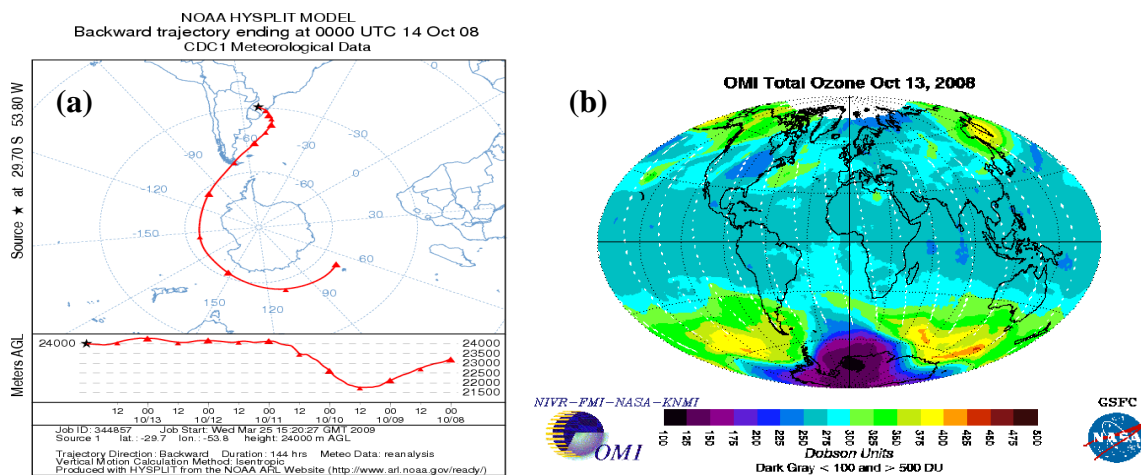 NOAA HYSPLIT MODEL
Backward trajectory ending at 0000 UTC 14 Oct 08
CDC1 Meteorological Data
(a)
Source ★ at 29.70 S 53.80 W
-30
-60
-90
-60
0
-120
30
-150
60
150
120
90
Meters AGL
24000
24000
23500
23000
22500
22000
21500
12 00 12 00 12 00 12 00 12 00 12 00
10/13 10/12 10/11 10/10 10/09 10/08
Job ID: 344857 Job Start: Wed Mar 25 15:20:27 GMT 2009
Source 1 lat.: -29.7 lon.: -53.8 height: 24000 m AGL
Trajectory Direction: Backward Duration: 144 hrs Meteo Data: reanalysis
Vertical Motion Calculation Method: Isentropic
Produced with HYSPLIT from the NOAA ARL Website (http://www.arl.noaa.gov/ready/)
OMI Total Ozone Oct 13, 2008
(b)
NIVR-FMI-NASA-KNMI
OMI
100 125 150 175 200 225 250 275 300 325 350 375 400 425 450 475 500
Dobson Units
Dark Gray < 100 and > 500 DU
GSFC
NASA